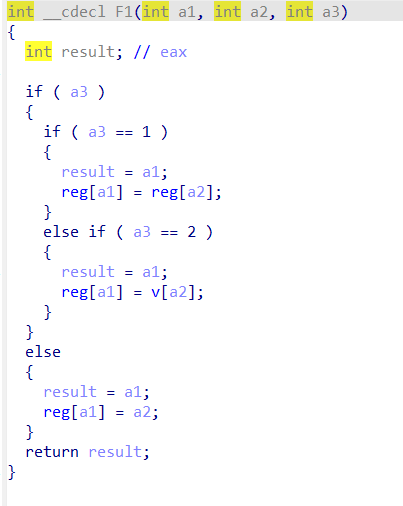 int __cdecl F1(int a1, int a2, int a3)
{
  int result; // eax

  if ( a3 )
  {
    if ( a3 == 1 )
    {
      result = a1;
      reg[a1] = reg[a2];
    }
    else if ( a3 == 2 )
    {
      result = a1;
      reg[a1] = v[a2];
    }
  }
  else
  {
    result = a1;
    reg[a1] = a2;
  }
  return result;
}